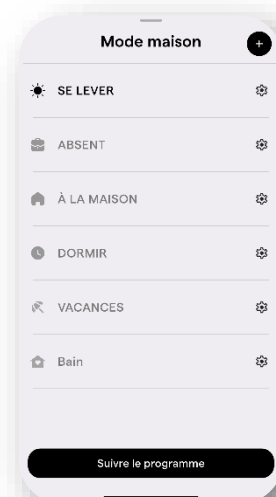 Mode maison
SE LEVER
ABSENT
À LA MAISON
DORMIR
VACANCES
Bain
Suivre le programme